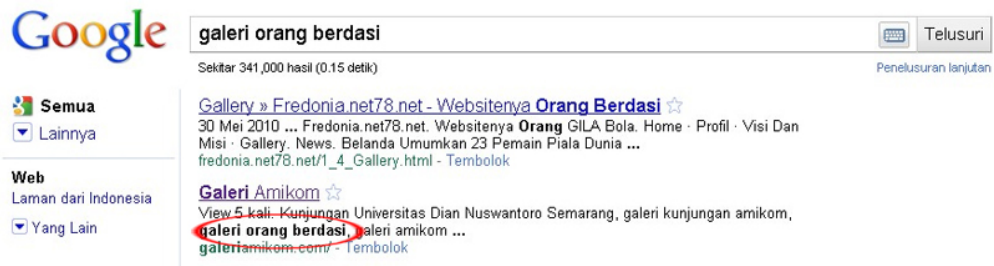 Google
galeri orang berdasi
Telusuri
Sekitar 341,000 hasil (0.15 detik)
Penelusuran lanjutan
Semua
Lainnya
Web
Laman dari Indonesia
Yang Lain
Gallery » Fredonia.net78.net - Websitenya Orang Berdasi
30 Mei 2010 ... Fredonia.net78.net. Websitenya Orang GILA Bola. Home · Profil · Visi Dan
Misi · Gallery. News. Belanda Umumkan 23 Pemain Piala Dunia ...
fredonia.net78.net/1_4_Gallery.html - Tembolok
Galeri Amikom
View 5 kali. Kunjungan Universitas Dian Nuswantoro Semarang, galeri kunjungan amikom,
galeri orang berdasi, galeri amikom ...
galeriamikom.com/ - Tembolok